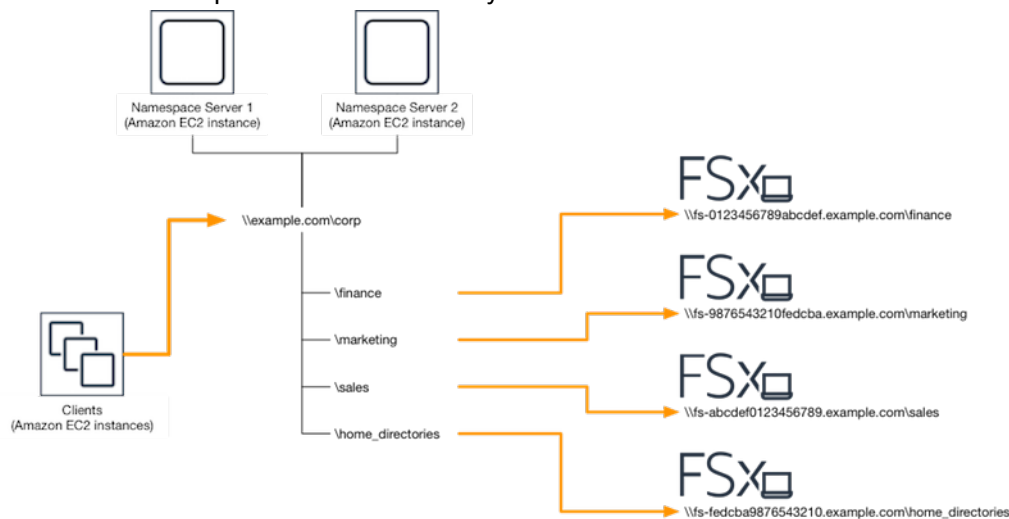 Namespace Server 1
(Amazon EC2 instance)
Namespace Server 2
(Amazon EC2 instance)
\\example.com\corp
FSx
\\fs-0123456789abcdef.example.com\finance
\finance
FSx
\\fs-9876543210fedcba.example.com\marketing
\marketing
FSx
\\fs-abcdef0123456789.example.com\sales
\sales
Clients
(Amazon EC2 instances)
\home_directories
FSx
\\fs-fedcba9876543210.example.com\home_directories